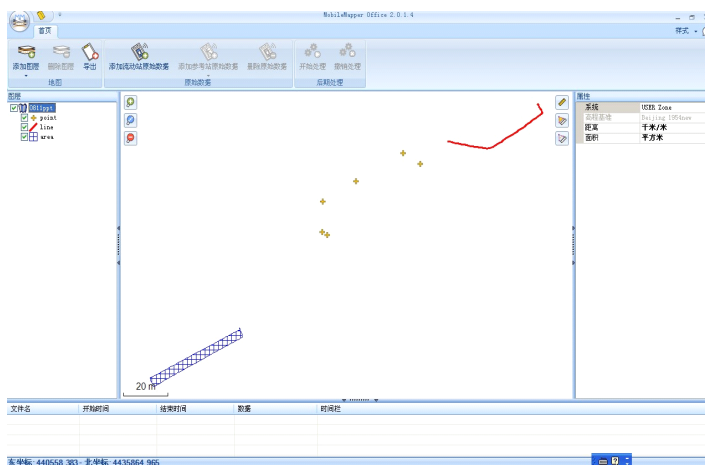 MobileMapper Office 2.0.1.4
首页
样式
添加图层 删除图层 导出 添加流动站原始数据 添加参考站原始数据 量除原始数据 开始处理 撤销处理
地图 原始数据 后期处理
图层
0811ppt
point
line
area
属性
系统 USER Zone
高程基准 Beijing 1954new
距离 千米/米
面积 平方米
20 m
文件名 开始时间 结束时间 数据 时间栏
东坐标: 440558.383 - 北坐标: 4435864.965